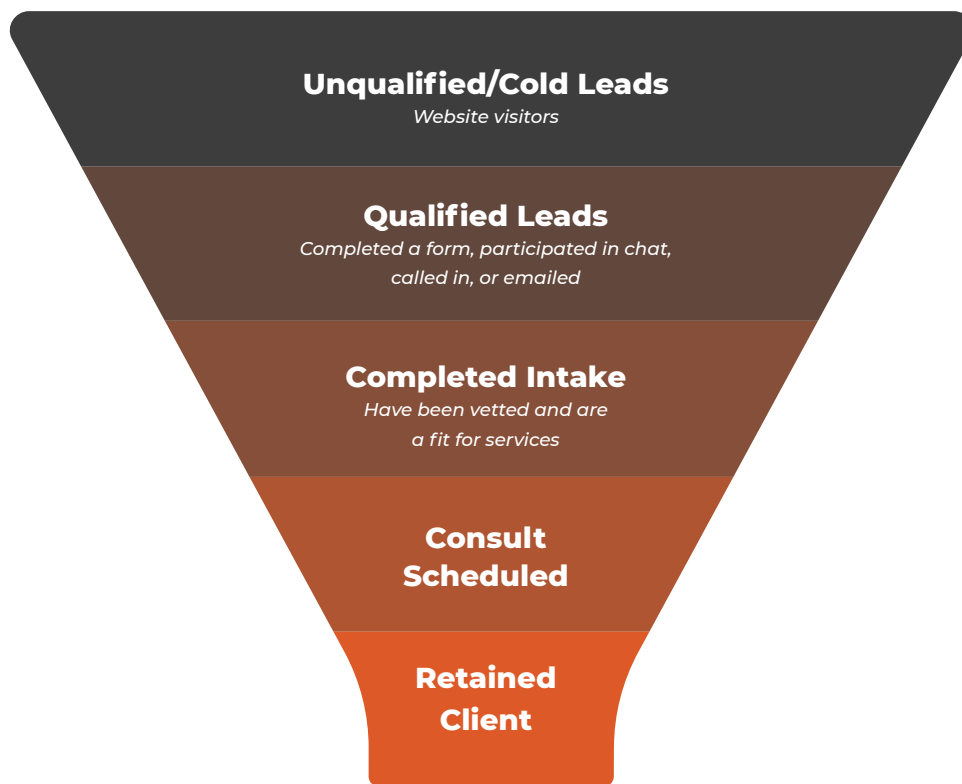 Unqualified/Cold Leads
Website visitors
Qualified Leads
Completed a form, participated in chat,
called in, or emailed
Completed Intake
Have been vetted and are
a fit for services
Consult
Scheduled
Retained
Client